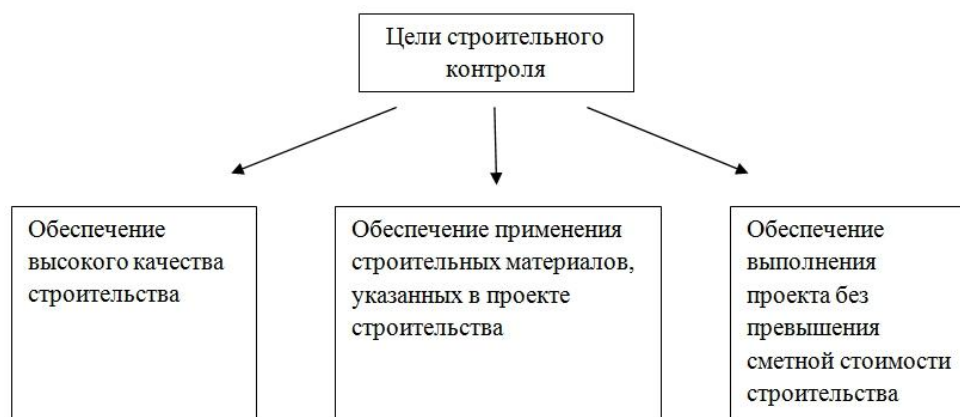 Цели строительного
контроля
Обеспечение
высокого качества
строительства
Обеспечение применения
строительных материалов,
указанных в проекте
строительства
Обеспечение
выполнения
проекта без
превышения
сметной стоимости
строительства